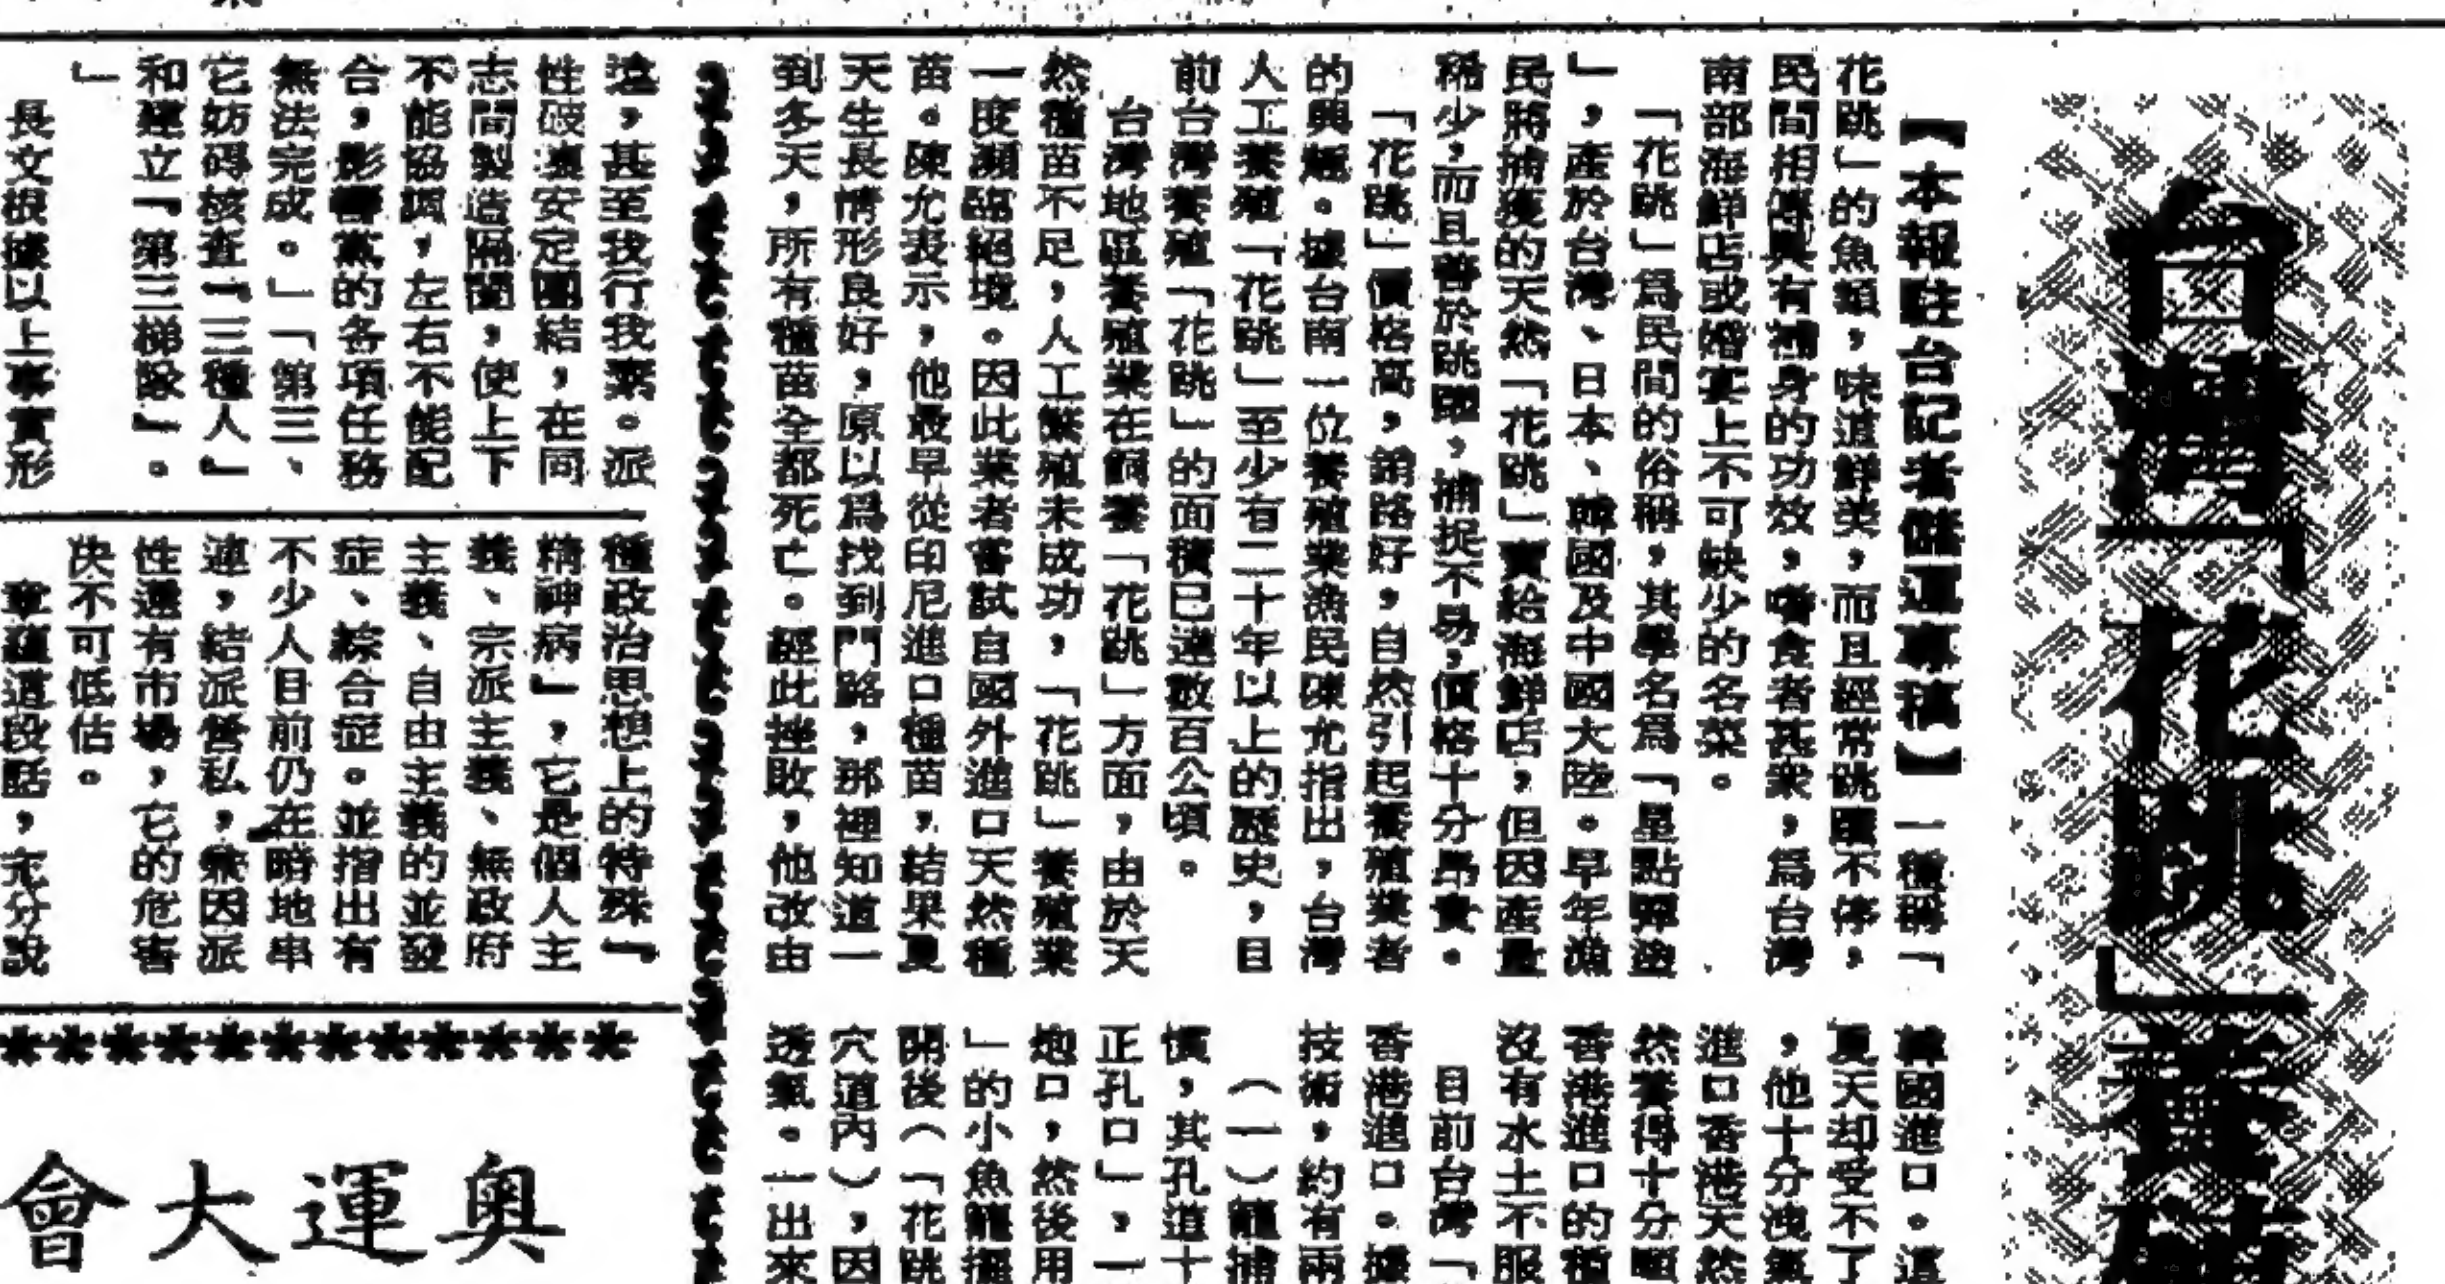 台灣「花跳」養殖
【本報駐台記者儲運專稿】一種稱「
花跳」的魚類，味道鮮美，而且經常跳躍不停，
民間相傳具有補身的功效，嗜食者甚衆，爲台灣
南部海鮮店或婚宴上不可缺少的名菜。
「花跳」爲民間的俗稱，其學名爲「星點彈塗
」，產於台灣、日本、韓國及中國大陸。早年漁
民將捕獲的天然「花跳」賣給海鮮店，但因產量
稀少，而且善於跳躍，捕捉不易，價格十分昂貴。
「花跳」價格高，銷路好，自然引起養殖業者
的興趣。據台南一位養殖業漁民陳允指出，台灣
人工養殖「花跳」至少有二十年以上的歷史，目
前台灣養殖「花跳」的面積已達數百公頃。
台灣地區養殖業在飼養「花跳」方面，由於天
然種苗不足，人工繁殖未成功，「花跳」養殖業
一度瀕臨絕境。因此業者嘗試自國外進口天然種
苗。陳允表示，他最早從印尼進口種苗，結果夏
天生長情形良好，原以爲找到門路，那裡知道一
到冬天，所有種苗全都死亡。經此挫敗，他改由
韓國進口。這
夏天却受不了
，他十分洩氣
進口香港天然
然養得十分順
香港進口的種
沒有水土不服
目前台灣「
香港進口。據
技術，約有兩
（一）籠捕
慣，其孔道十
正孔口」，一
炮口，然後用
」的小魚籠擺
開後（「花跳
穴道內），因
透氣。一出來
途，甚至我行我素。派
性破壞安定團結，在同
志間製造隔閡，使上下
不能協調，左右不能配
合，影響黨的各項任務
無法完成。」「第三、
它妨碍核查『三種人』
和建立『第三梯隊』。
」
長文根據以上事實形
種政治思想上的特殊『
精神病』，它是個人主
義、宗派主義、無政府
主義、自由主義的並發
症、綜合症。並指出有
不少人目前仍在暗地串
連，結派營私，幫因派
性還有市場，它的危害
決不可低估。
這段話，充分說
奧運大會